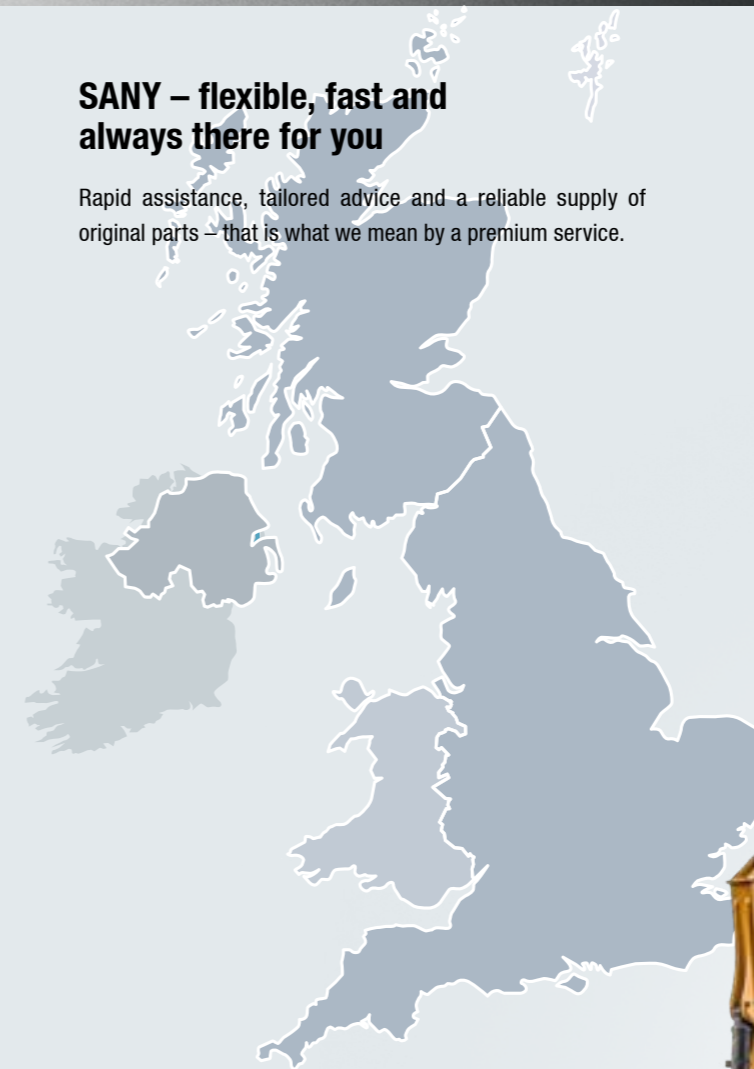 SANY – flexible, fast and
always there for you
Rapid assistance, tailored advice and a reliable supply of
original parts – that is what we mean by a premium service.